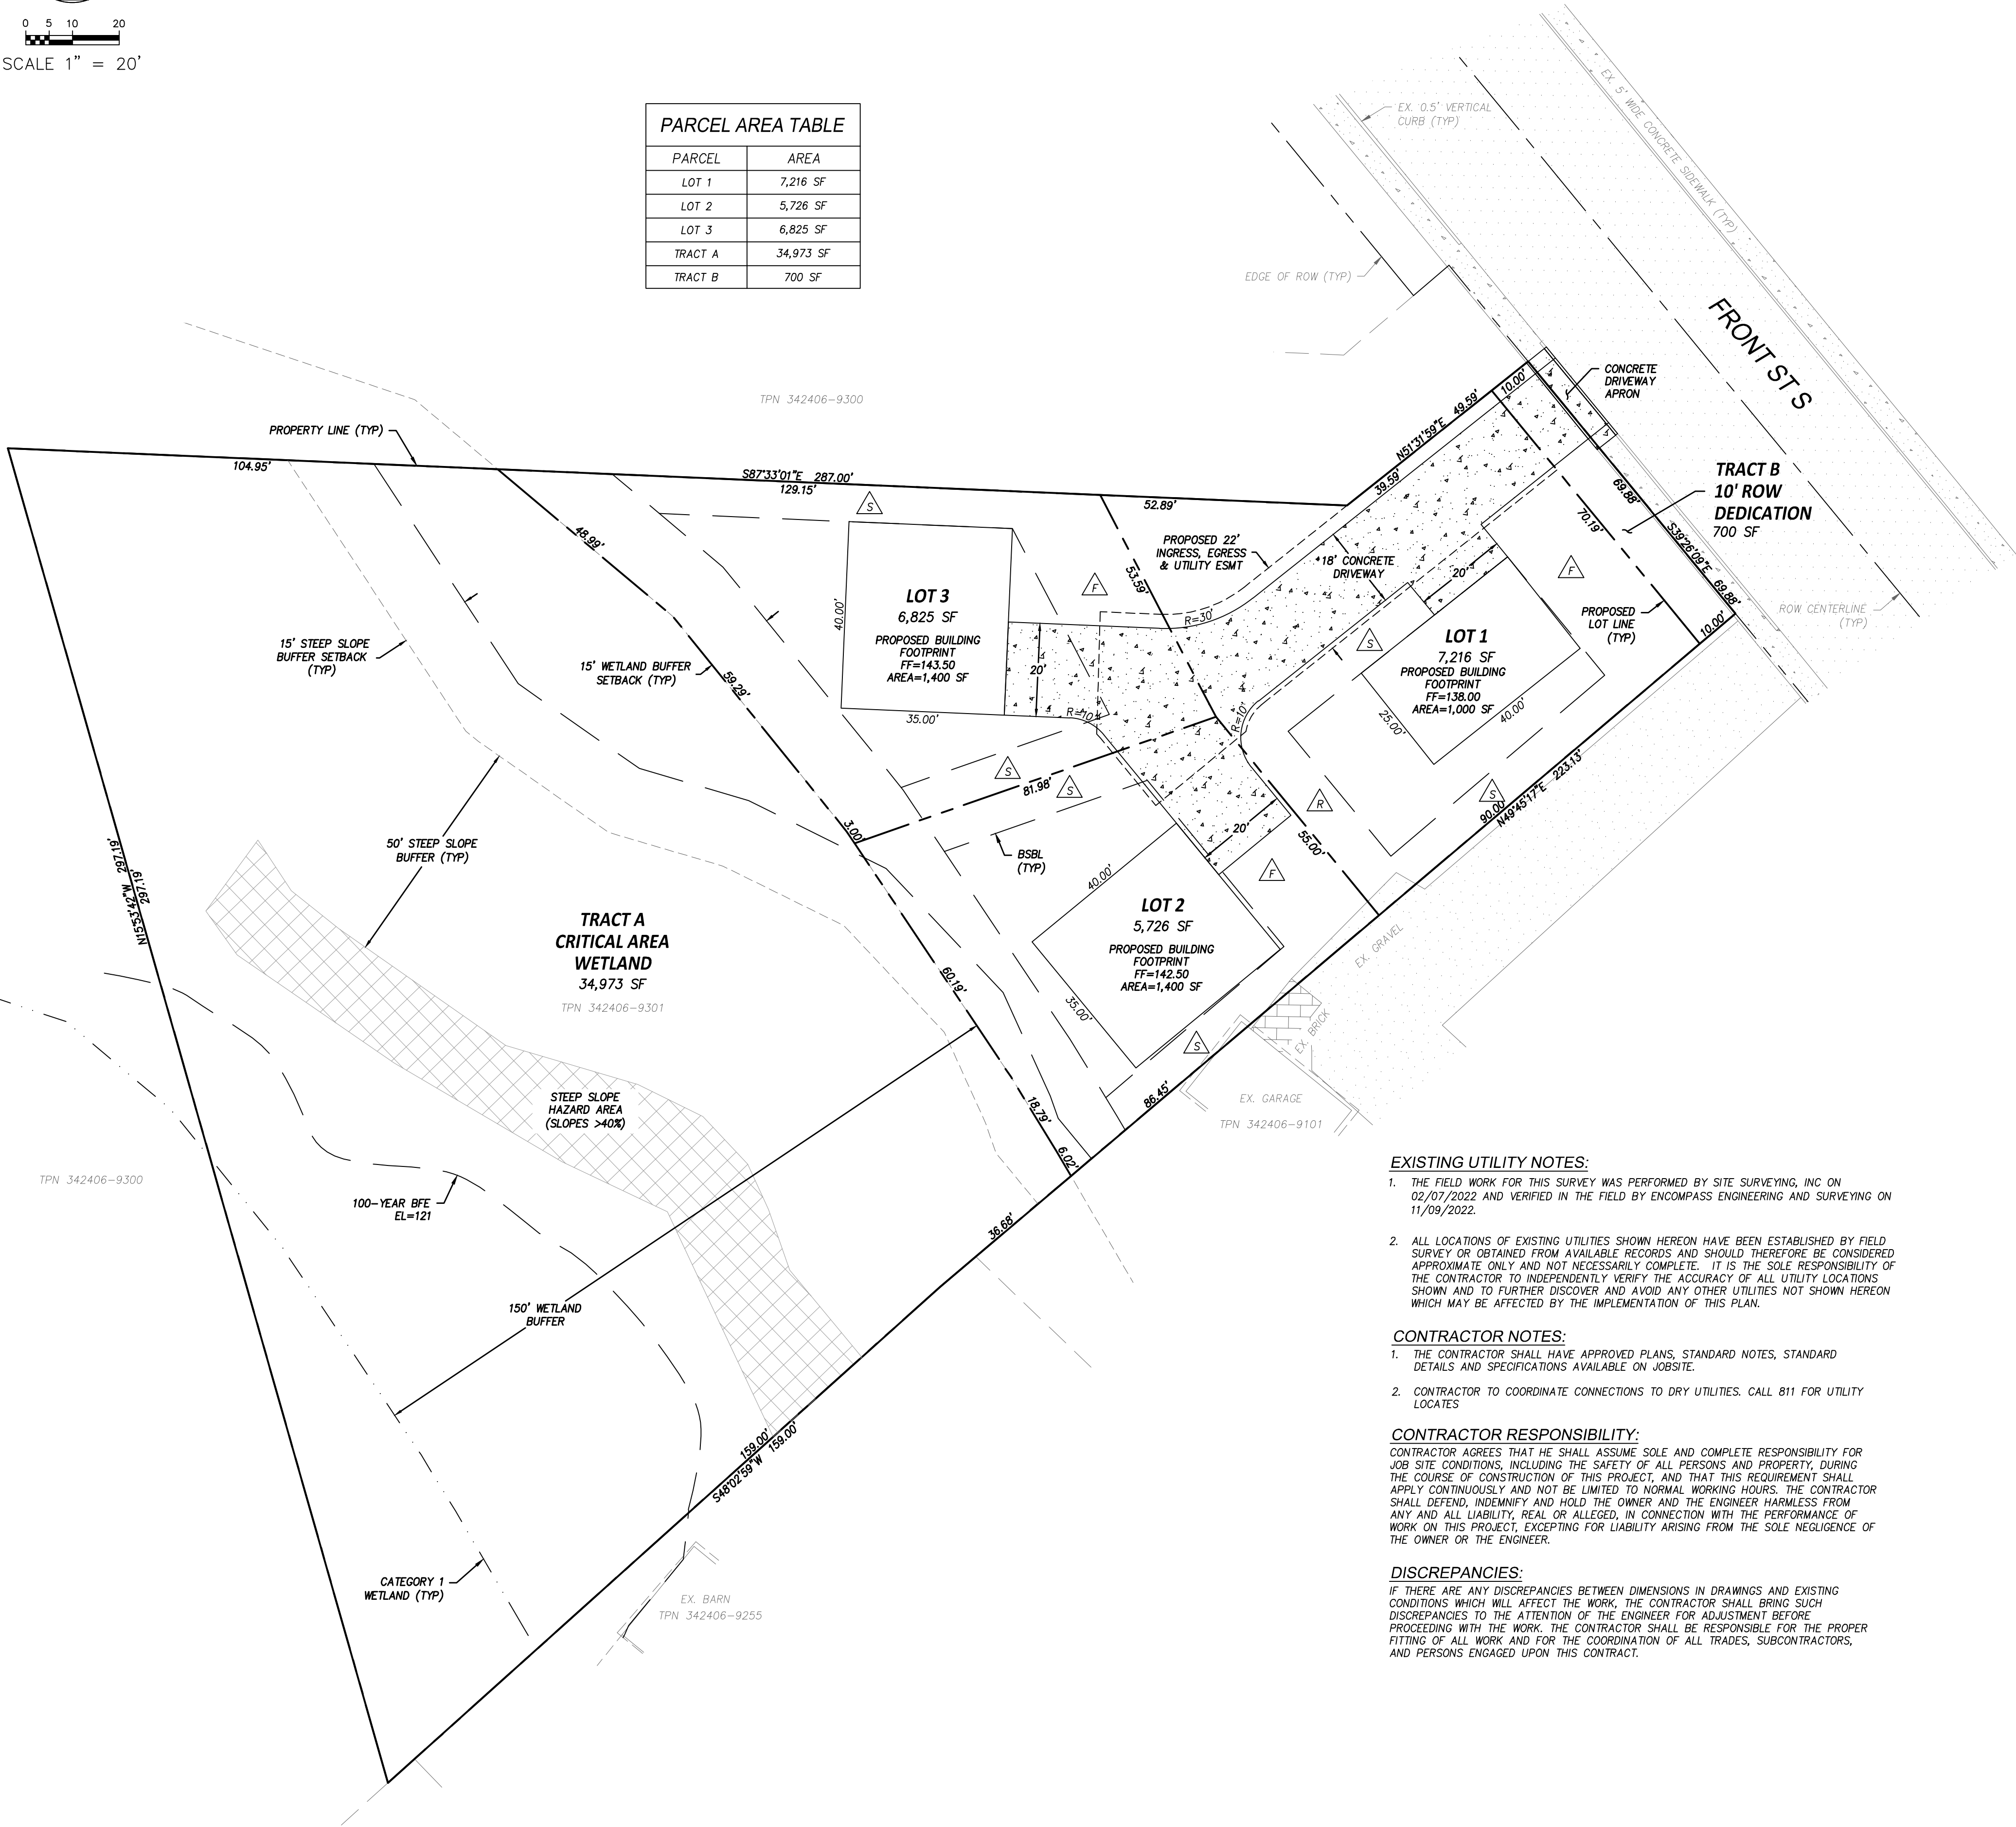 0 5 10 20
SCALE 1" = 20'
PARCEL AREA TABLE
PARCEL AREA
LOT 1 7,216 SF
LOT 2 5,726 SF
LOT 3 6,825 SF
TRACT A 34,973 SF
TRACT B 700 SF
EX. 0.5' VERTICAL
CURB (TYP)
EX. 5' WIDE CONCRETE SIDEWALK (TYP)
EDGE OF ROW (TYP)
FRONT ST S
CONCRETE
DRIVEWAY
APRON
TPN 342406-9300
PROPERTY LINE (TYP)
104.95'
S87°33'01"E 287.00'
129.15'
52.89'
N51°31'59"E 49.59'
39.59'
10.00'
TRACT B
10' ROW
DEDICATION
700 SF
69.88'
S39°26'09"E 69.88'
70.19'
10.00'
PROPOSED
LOT LINE
(TYP)
ROW CENTERLINE
(TYP)
PROPOSED 22'
INGRESS, EGRESS
& UTILITY ESMT
18' CONCRETE
DRIVEWAY
20'
S
F
F
S
LOT 1
7,216 SF
PROPOSED BUILDING
FOOTPRINT
FF=138.00
AREA=1,000 SF
25.00'
40.00'
48.99'
53.59'
R=30'
LOT 3
6,825 SF
PROPOSED BUILDING
FOOTPRINT
FF=143.50
AREA=1,400 SF
40.00'
35.00'
20'
R=10'
R=10'
15' STEEP SLOPE
BUFFER SETBACK
(TYP)
15' WETLAND BUFFER
SETBACK (TYP)
59.29'
S
S
81.98'
3.00'
R
S
90.00'
N49°45'17"E 223.13'
55.00'
20'
F
BSBL
(TYP)
50' STEEP SLOPE
BUFFER (TYP)
N15°53'42"W 297.19'
297.19'
TRACT A
CRITICAL AREA
WETLAND
34,973 SF
TPN 342406-9301
LOT 2
5,726 SF
PROPOSED BUILDING
FOOTPRINT
FF=142.50
AREA=1,400 SF
40.00'
35.00'
60.19'
S
EX. GRAVEL
EX. BRICK
EX. GARAGE
TPN 342406-9101
86.45'
18.79'
6.02'
36.68'
STEEP SLOPE
HAZARD AREA
(SLOPES >40%)
TPN 342406-9300
100-YEAR BFE
EL=121
150' WETLAND
BUFFER
159.00'
S48°02'59"W 159.00'
CATEGORY 1
WETLAND (TYP)
EX. BARN
TPN 342406-9255
EXISTING UTILITY NOTES:
1. THE FIELD WORK FOR THIS SURVEY WAS PERFORMED BY SITE SURVEYING, INC ON
02/07/2022 AND VERIFIED IN THE FIELD BY ENCOMPASS ENGINEERING AND SURVEYING ON
11/09/2022.
2. ALL LOCATIONS OF EXISTING UTILITIES SHOWN HEREON HAVE BEEN ESTABLISHED BY FIELD
SURVEY OR OBTAINED FROM AVAILABLE RECORDS AND SHOULD THEREFORE BE CONSIDERED
APPROXIMATE ONLY AND NOT NECESSARILY COMPLETE. IT IS THE SOLE RESPONSIBILITY OF
THE CONTRACTOR TO INDEPENDENTLY VERIFY THE ACCURACY OF ALL UTILITY LOCATIONS
SHOWN AND TO FURTHER DISCOVER AND AVOID ANY OTHER UTILITIES NOT SHOWN HEREON
WHICH MAY BE AFFECTED BY THE IMPLEMENTATION OF THIS PLAN.
CONTRACTOR NOTES:
1. THE CONTRACTOR SHALL HAVE APPROVED PLANS, STANDARD NOTES, STANDARD
DETAILS AND SPECIFICATIONS AVAILABLE ON JOBSITE.
2. CONTRACTOR TO COORDINATE CONNECTIONS TO DRY UTILITIES. CALL 811 FOR UTILITY
LOCATES
CONTRACTOR RESPONSIBILITY:
CONTRACTOR AGREES THAT HE SHALL ASSUME SOLE AND COMPLETE RESPONSIBILITY FOR
JOB SITE CONDITIONS, INCLUDING THE SAFETY OF ALL PERSONS AND PROPERTY, DURING
THE COURSE OF CONSTRUCTION OF THIS PROJECT, AND THAT THIS REQUIREMENT SHALL
APPLY CONTINUOUSLY AND NOT BE LIMITED TO NORMAL WORKING HOURS. THE CONTRACTOR
SHALL DEFEND, INDEMNIFY AND HOLD THE OWNER AND THE ENGINEER HARMLESS FROM
ANY AND ALL LIABILITY, REAL OR ALLEGED, IN CONNECTION WITH THE PERFORMANCE OF
WORK ON THIS PROJECT, EXCEPTING FOR LIABILITY ARISING FROM THE SOLE NEGLIGENCE OF
THE OWNER OR THE ENGINEER.
DISCREPANCIES:
IF THERE ARE ANY DISCREPANCIES BETWEEN DIMENSIONS IN DRAWINGS AND EXISTING
CONDITIONS WHICH WILL AFFECT THE WORK, THE CONTRACTOR SHALL BRING SUCH
DISCREPANCIES TO THE ATTENTION OF THE ENGINEER FOR ADJUSTMENT BEFORE
PROCEEDING WITH THE WORK. THE CONTRACTOR SHALL BE RESPONSIBLE FOR THE PROPER
FITTING OF ALL WORK AND FOR THE COORDINATION OF ALL TRADES, SUBCONTRACTORS,
AND PERSONS ENGAGED UPON THIS CONTRACT.